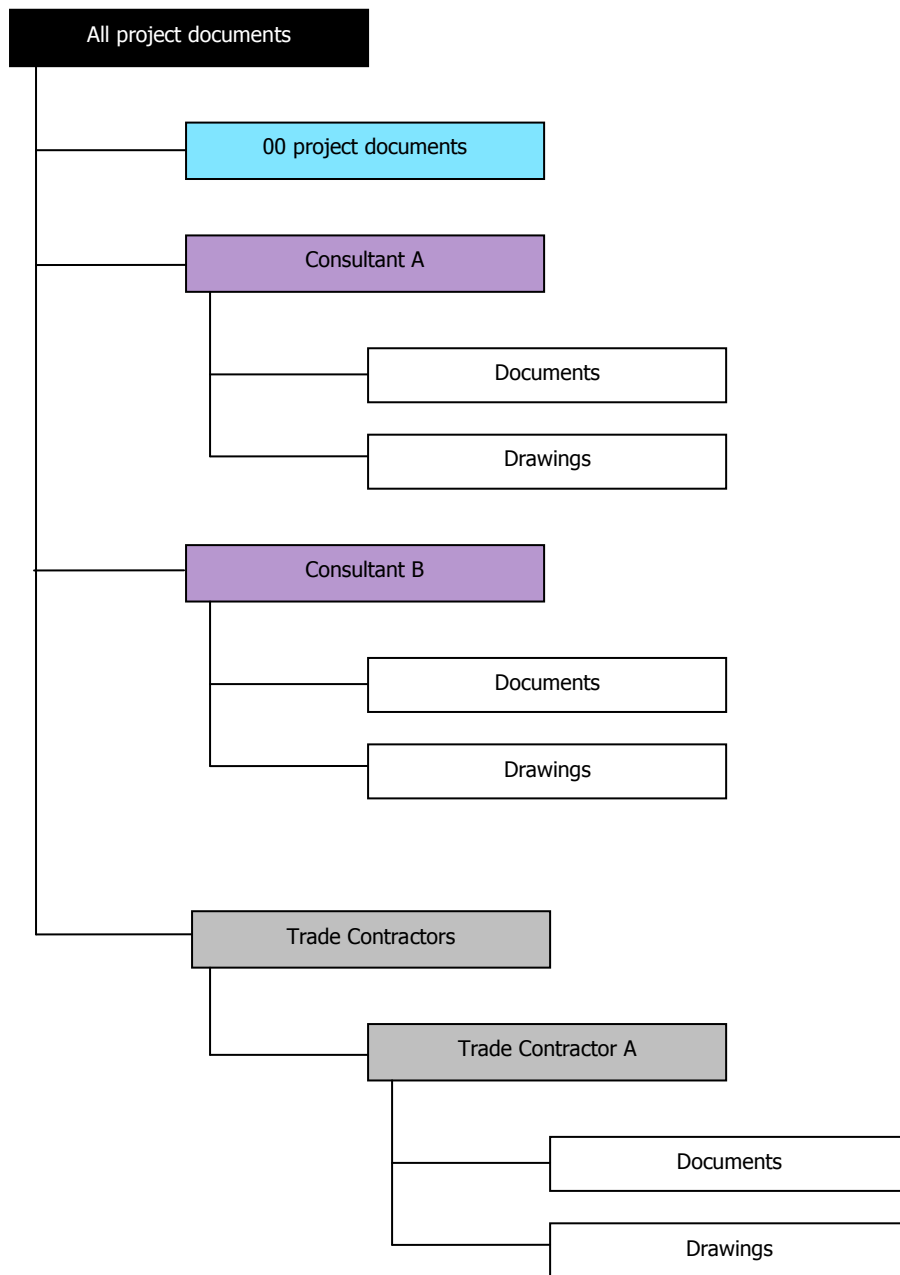 All project documents
00 project documents
Consultant A
Documents
Drawings
Consultant B
Documents
Drawings
Trade Contractors
Trade Contractor A
Documents
Drawings